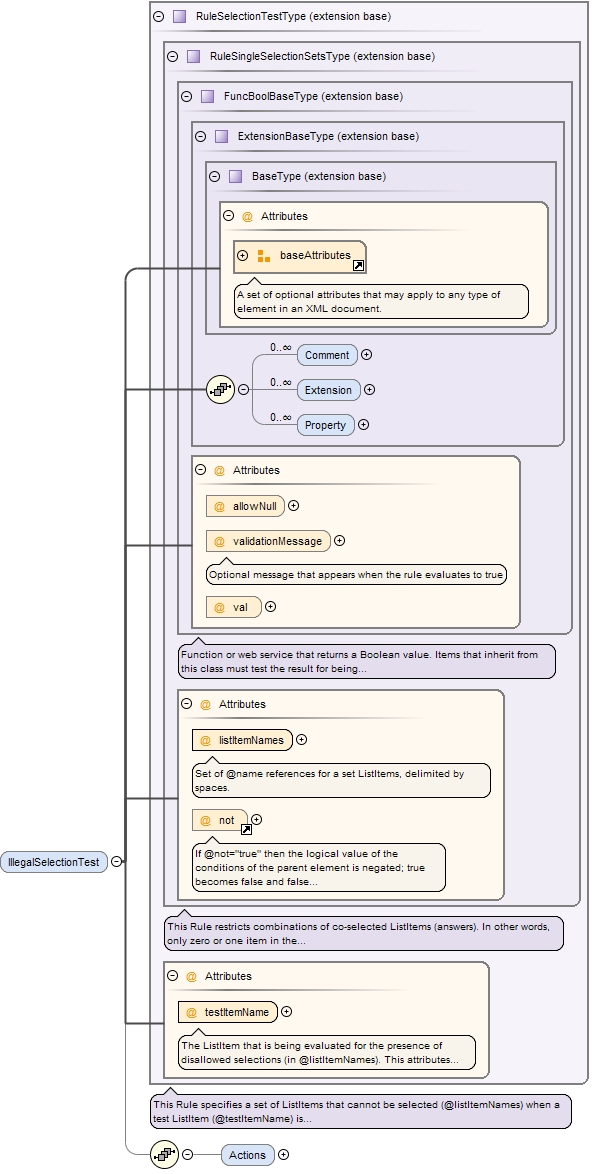 RuleSelectionTestType (extension base)
RuleSingleSelectionSetsType (extension base)
FuncBoolBaseType (extension base)
ExtensionBaseType (extension base)
BaseType (extension base)
@ Attributes
baseAttributes
A set of optional attributes that may apply to any type of
element in an XML document.
0..∞
Comment
0..∞
Extension
0..∞
Property
@ Attributes
@ allowNull
@ validationMessage
Optional message that appears when the rule evaluates to true
@ val
Function or web service that returns a Boolean value. Items that inherit from
this class must test the result for being...
@ Attributes
@ listItemNames
Set of @name references for a set ListItems, delimited by
spaces.
@ not
If @not="true" then the logical value of the
conditions of the parent element is negated; true
becomes false and false...
IllegalSelectionTest
This Rule restricts combinations of co-selected ListItems (answers). In other words,
only zero or one item in the...
@ Attributes
@ testItemName
The ListItem that is being evaluated for the presence of
disallowed selections (in @listItemNames). This attributes...
This Rule specifies a set of ListItems that cannot be selected (@listItemNames) when a
test ListItem (@testItemName) is...
Actions